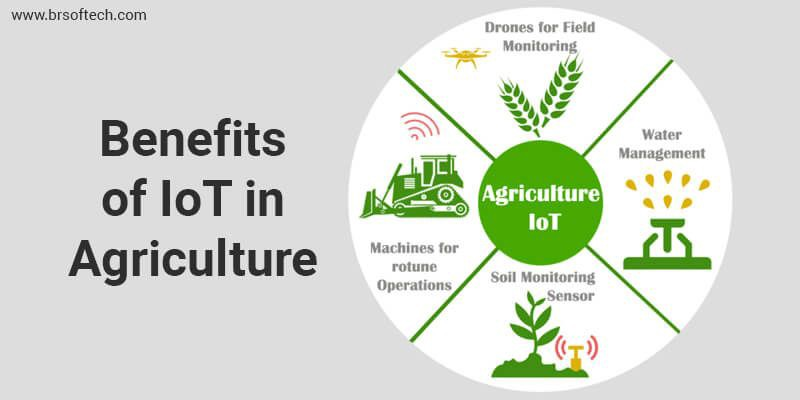 www.brsoftech.com
Benefits
of IoT in
Agriculture
Drones for Field
Monitoring
Water
Management
Agriculture
IoT
Machines for
rotune
Operations
Soil Monitoring
Sensor